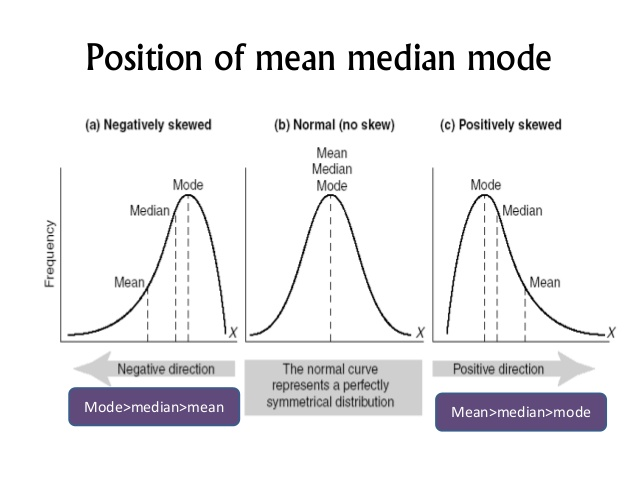 Position of mean median mode
(a) Negatively skewed
(b) Normal (no skew)
(c) Positively skewed
Frequency
Mode
Median
Mean
X
Mean
Median
Mode
X
Mode
Median
Mean
X
Negative direction
The normal curve
represents a perfectly
symmetrical distribution
Positive direction
Mode>median>mean
Mean>median>mode